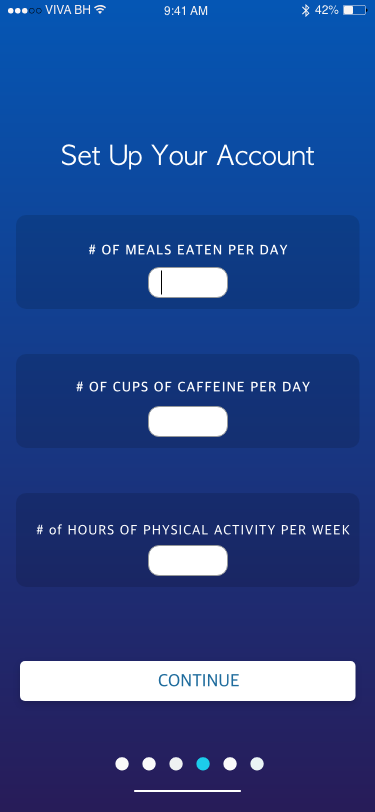 VIVA BH 9:41 AM 42%
Set Up Your Account
# OF MEALS EATEN PER DAY
# OF CUPS OF CAFFEINE PER DAY
# of HOURS OF PHYSICAL ACTIVITY PER WEEK
CONTINUE